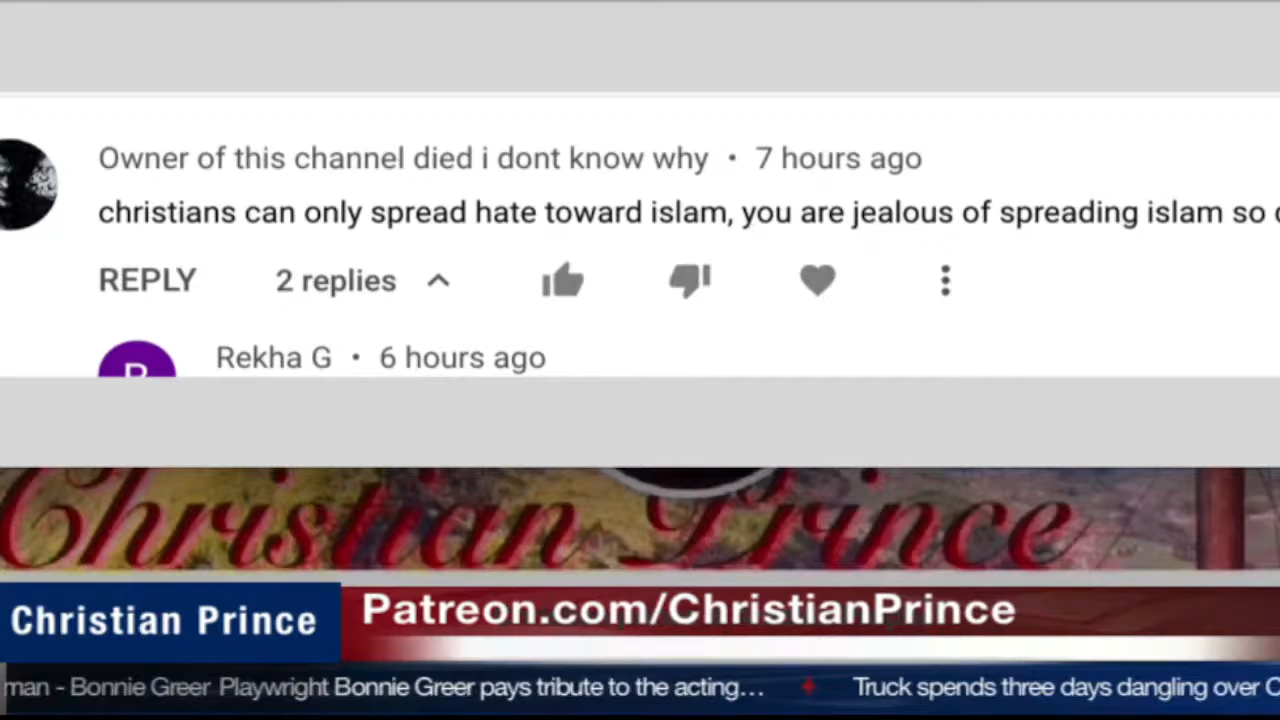 Owner of this channel died i dont know why • 7 hours ago
christians can only spread hate toward islam, you are jealous of spreading islam so
REPLY 2 replies
Rekha G • 6 hours ago
Christian Prince
Christian Prince
Patreon.com/ChristianPrince
man - Bonnie Greer Playwright Bonnie Greer pays tribute to the acting... Truck spends three days dangling over